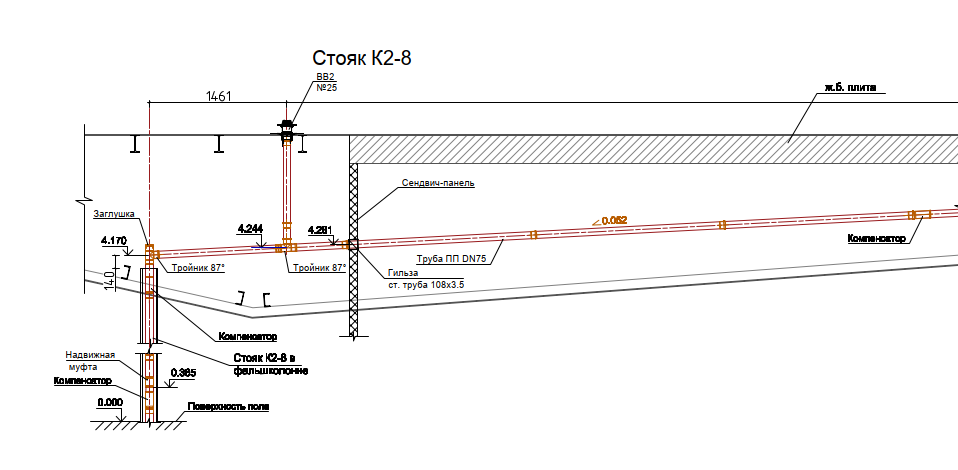 Стояк К2-8
ВВ2
№25
1461
ж.б. плита
Сендвич-панель
Заглушка
4.170
4.244
4.281
0.052
Компенсатор
Тройник 87°
Тройник 87°
Труба ПП DN75
Гильза
ст. труба 108х3.5
140
Компенсатор
Стояк К2-8 в
фальшколонне
Надвижная
муфта
Компенсатор
0.365
0.000
Поверхность пола